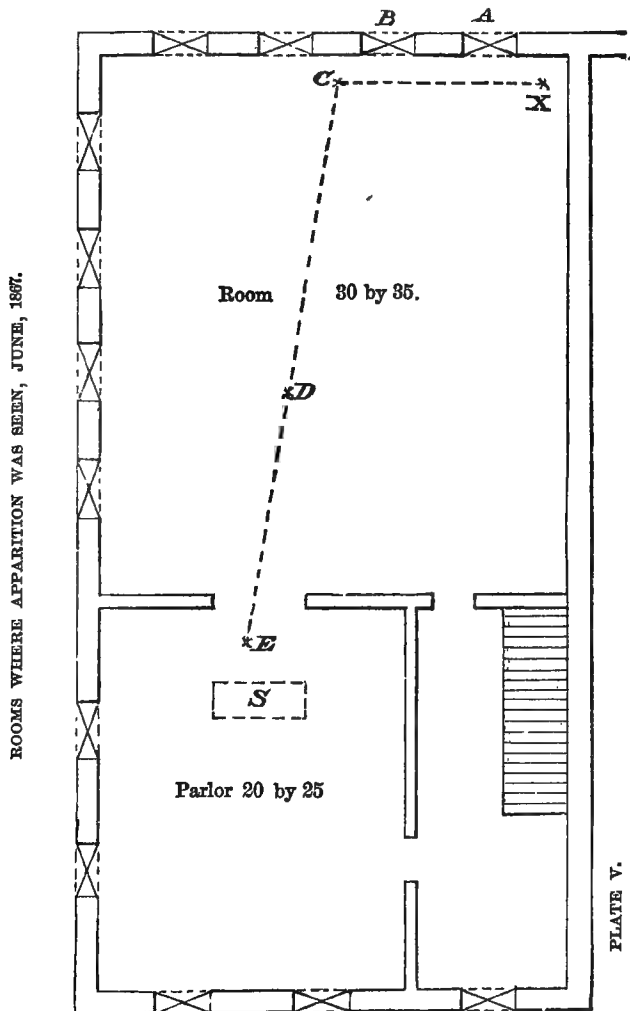 B A
C
X
Room 30 by 35.
D
E
S
Parlor 20 by 25
ROOMS WHERE APPARITION WAS SEEN, JUNE, 1867.
PLATE V.